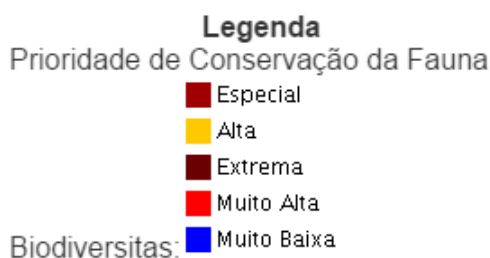 Legenda
Prioridade de Conservação da Fauna
Especial
Alta
Extrema
Muito Alta
Biodiversitas: Muito Baixa